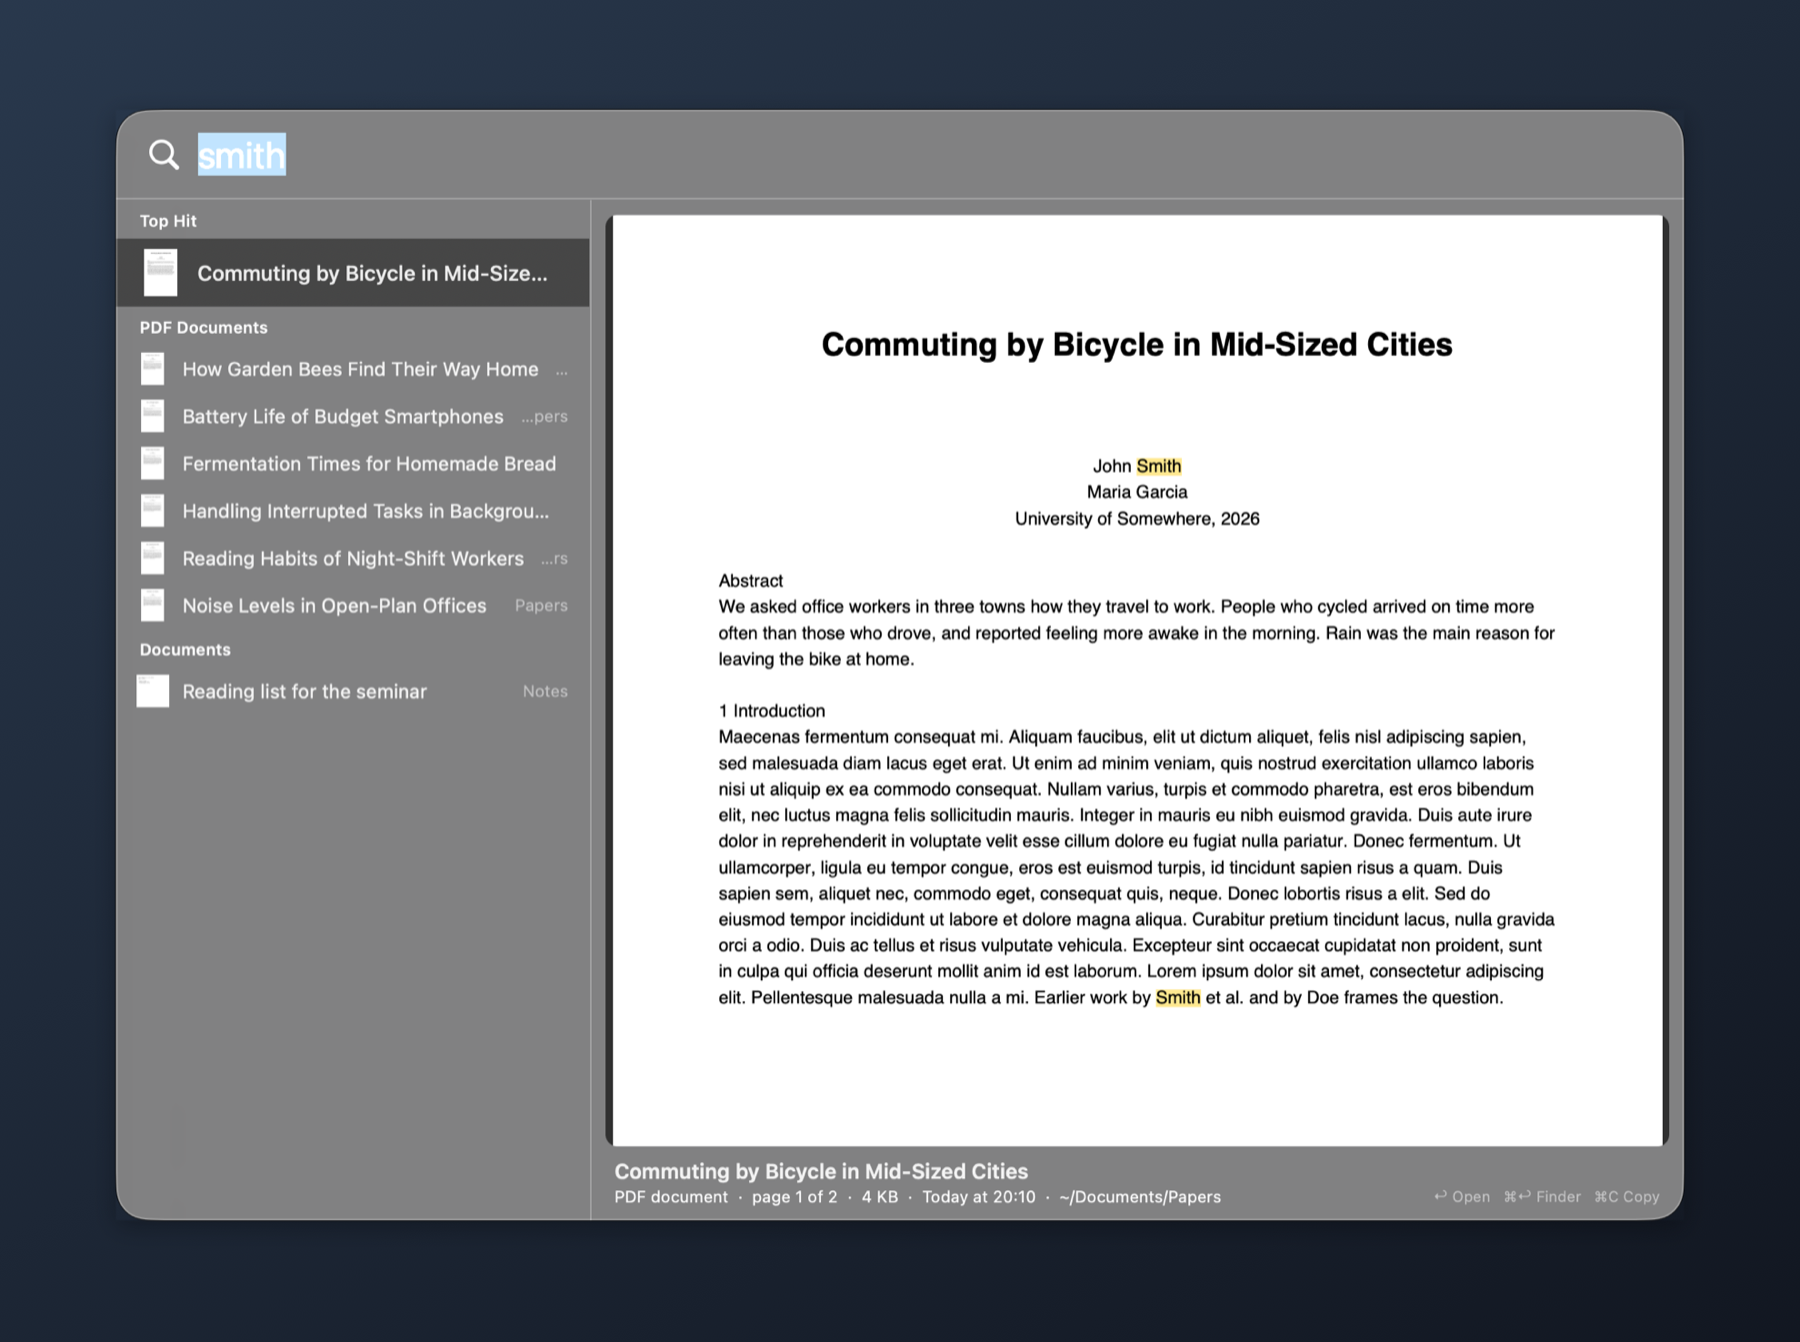 smith
Top Hit
Commuting by Bicycle in Mid-Size...
PDF Documents
How Garden Bees Find Their Way Home ...
Battery Life of Budget Smartphones ...pers
Fermentation Times for Homemade Bread
Handling Interrupted Tasks in Backgrou...
Reading Habits of Night-Shift Workers ...rs
Noise Levels in Open-Plan Offices Papers
Documents
Reading list for the seminar Notes
Commuting by Bicycle in Mid-Sized Cities
John Smith
Maria Garcia
University of Somewhere, 2026
Abstract
We asked office workers in three towns how they travel to work. People who cycled arrived on time more
often than those who drove, and reported feeling more awake in the morning. Rain was the main reason for
leaving the bike at home.
1 Introduction
Maecenas fermentum consequat mi. Aliquam faucibus, elit ut dictum aliquet, felis nisl adipiscing sapien,
sed malesuada diam lacus eget erat. Ut enim ad minim veniam, quis nostrud exercitation ullamco laboris
nisi ut aliquip ex ea commodo consequat. Nullam varius, turpis et commodo pharetra, est eros bibendum
elit, nec luctus magna felis sollicitudin mauris. Integer in mauris eu nibh euismod gravida. Duis aute irure
dolor in reprehenderit in voluptate velit esse cillum dolore eu fugiat nulla pariatur. Donec fermentum. Ut
ullamcorper, ligula eu tempor congue, eros est euismod turpis, id tincidunt sapien risus a quam. Duis
sapien sem, aliquet nec, commodo eget, consequat quis, neque. Donec lobortis risus a elit. Sed do
eiusmod tempor incididunt ut labore et dolore magna aliqua. Curabitur pretium tincidunt lacus, nulla gravida
orci a odio. Duis ac tellus et risus vulputate vehicula. Excepteur sint occaecat cupidatat non proident, sunt
in culpa qui officia deserunt mollit anim id est laborum. Lorem ipsum dolor sit amet, consectetur adipiscing
elit. Pellentesque malesuada nulla a mi. Earlier work by Smith et al. and by Doe frames the question.
Commuting by Bicycle in Mid-Sized Cities
PDF document · page 1 of 2 · 4 KB · Today at 20:10 · ~/Documents/Papers
↩ Open ⌘↩ Finder ⌘C Copy